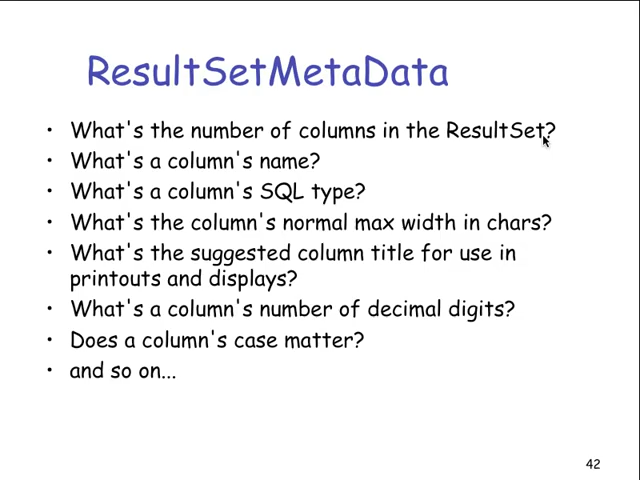 ResultSetMetaData
• What's the number of columns in the ResultSet?
• What's a column's name?
• What's a column's SQL type?
• What's the column's normal max width in chars?
• What's the suggested column title for use in
printouts and displays?
• What's a column's number of decimal digits?
• Does a column's case matter?
• and so on...
42